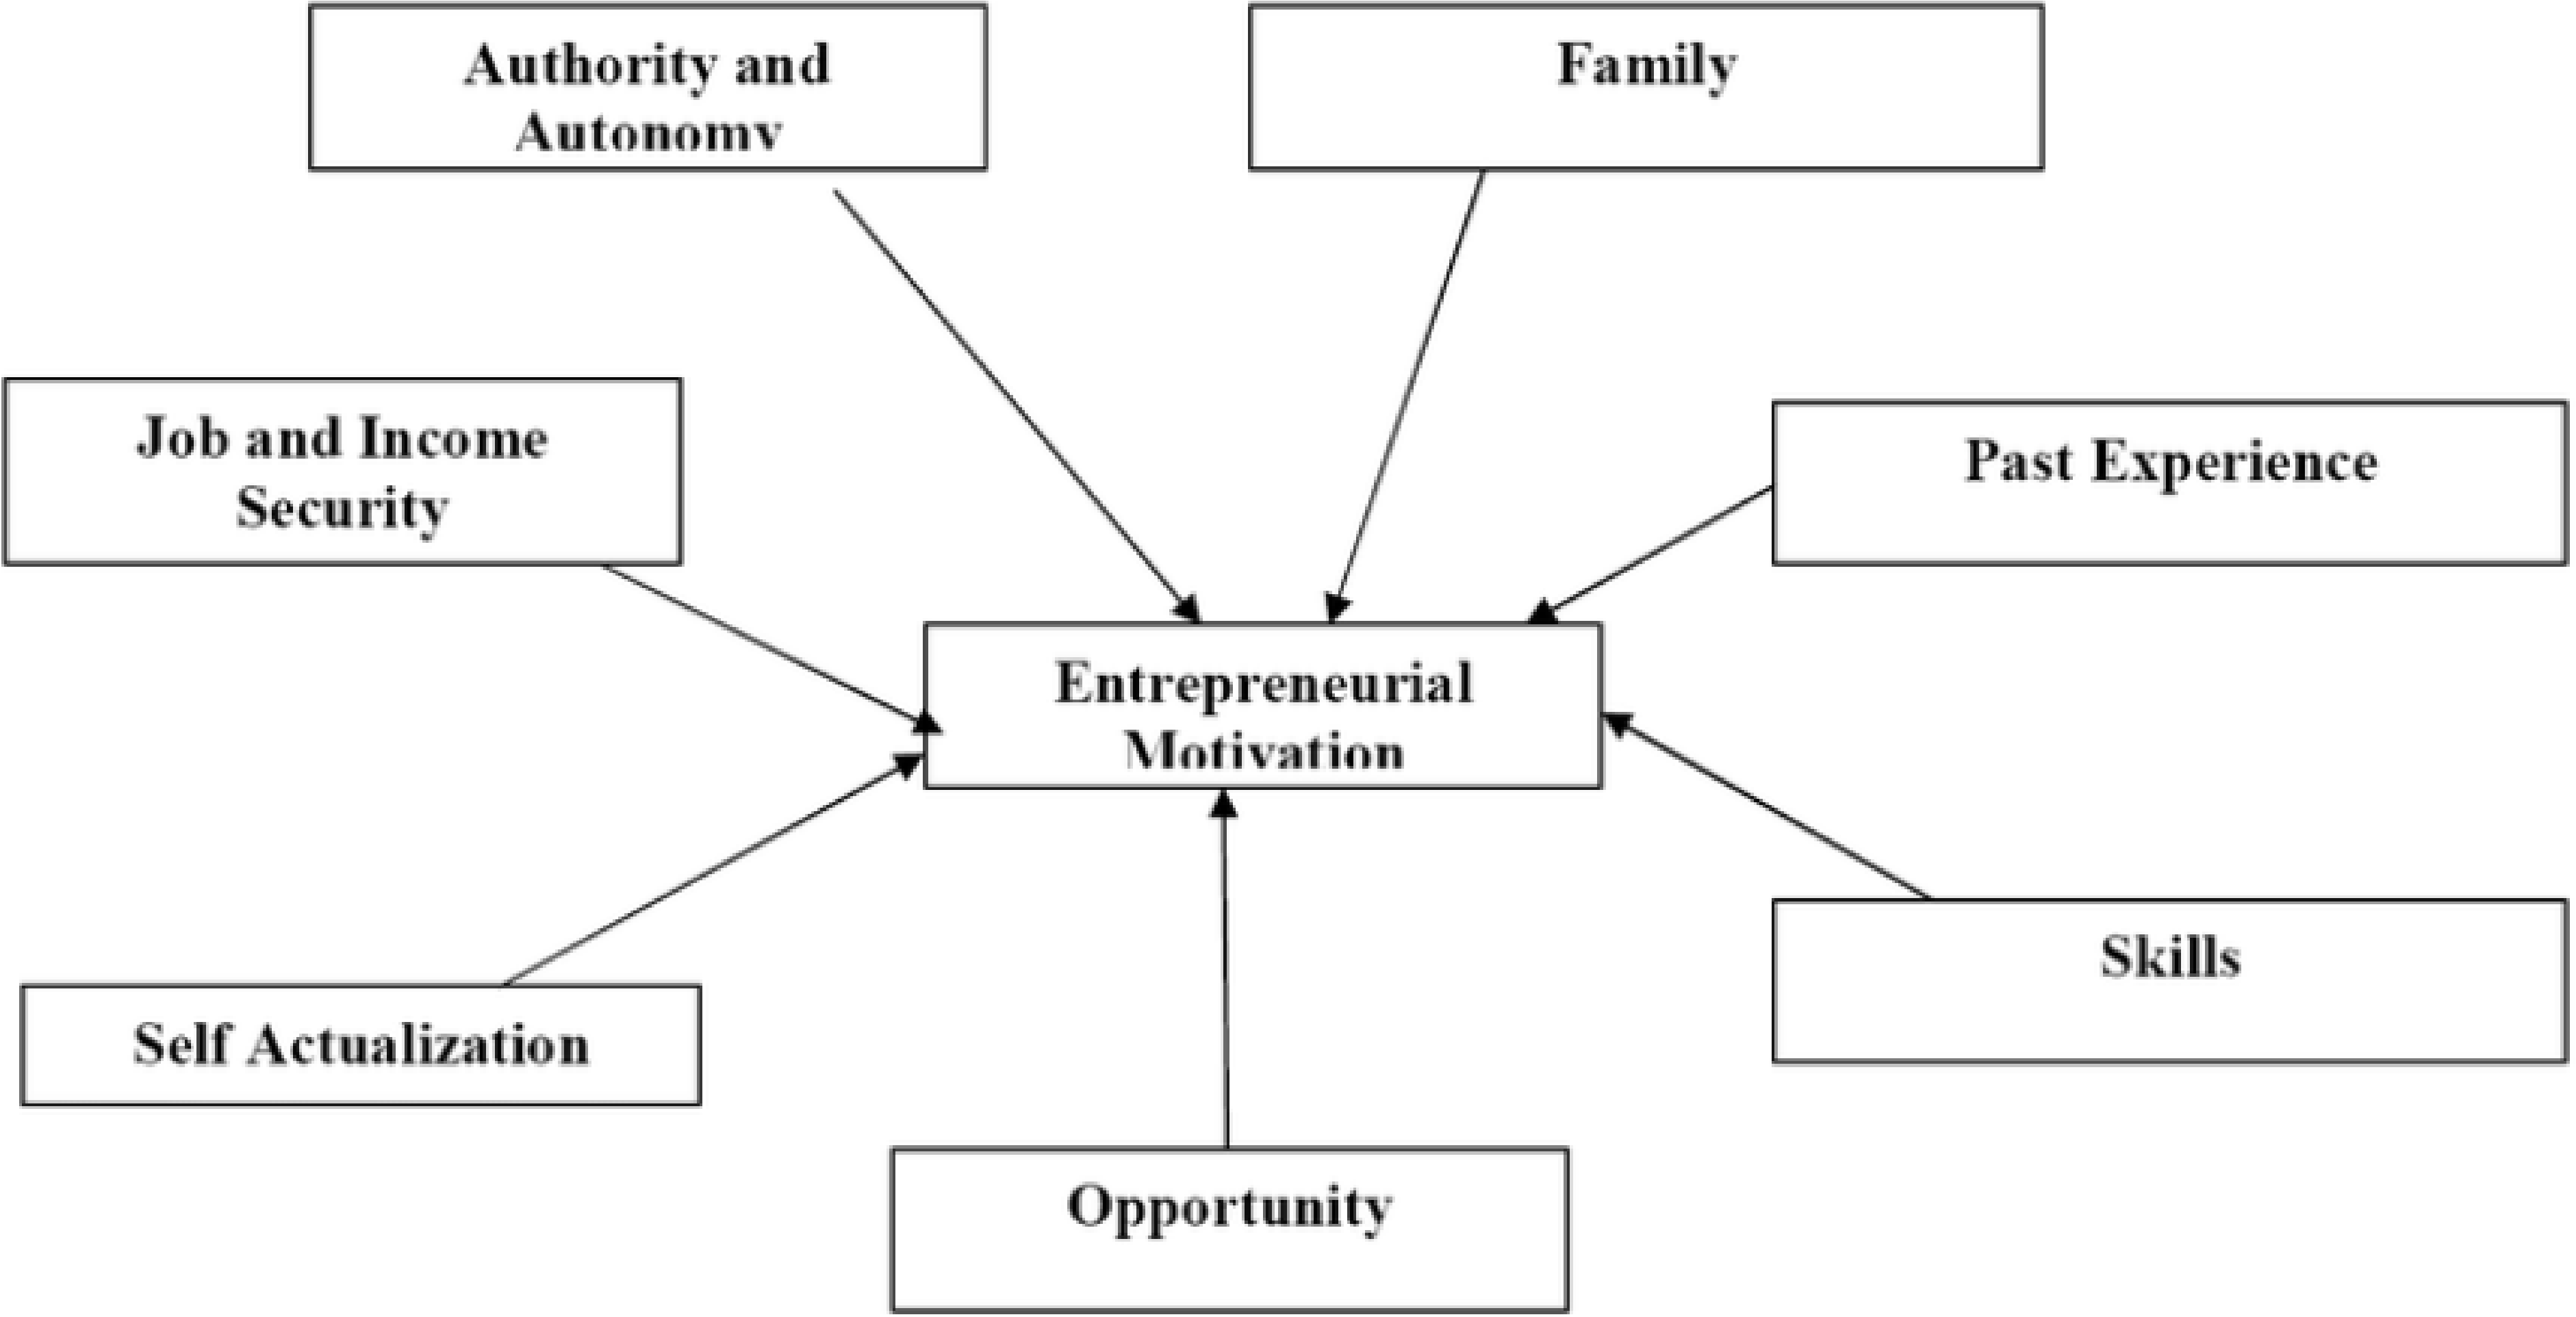 Authority and
Autonomy
Family
Job and Income
Security
Past Experience
Entrepreneurial
Motivation
Skills
Self Actualization
Opportunity